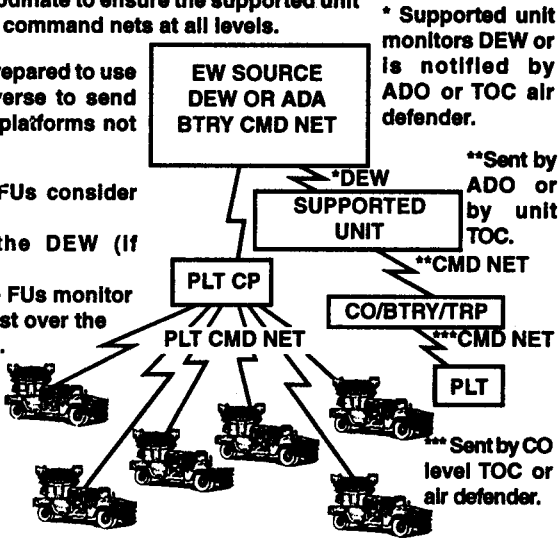 ordinate to ensure the supported unit
command nets at all levels.
epared to use
verse to send
platforms not
FUs consider
the DEW (if
FUs monitor
st over the
* Supported unit
monitors DEW or
is notified by
ADO or TOC air
defender.
EW SOURCE
DEW OR ADA
BTRY CMD NET
*DEW
**Sent by
ADO or
by unit
TOC.
SUPPORTED
UNIT
**CMD NET
PLT CP
CO/BTRY/TRP
PLT CMD NET
***CMD NET
PLT
*** Sent by CO
level TOC or
air defender.